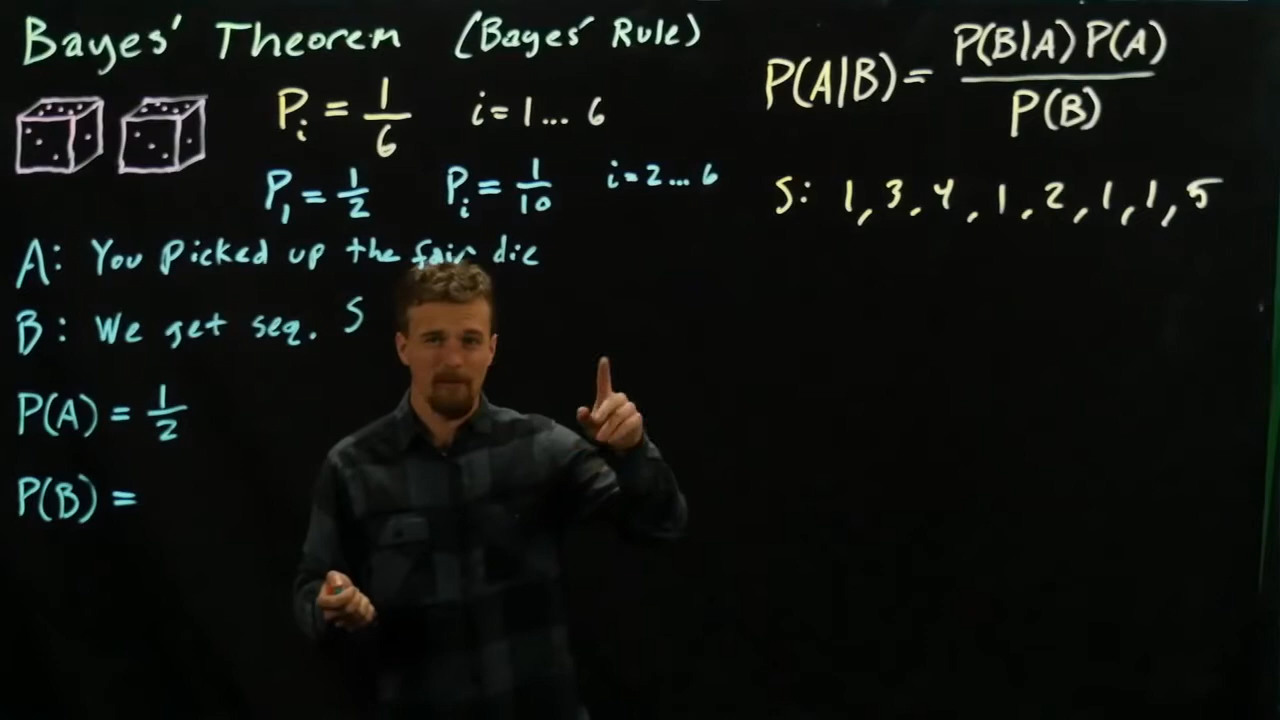 Bayes' Theorem (Bayes' Rule)
P(A|B) = P(B|A) P(A) / P(B)
P_i = 1/6 i = 1 ... 6
P_1 = 1/2 P_i = 1/10 i = 2 ... 6
S: 1, 3, 4, 1, 2, 1, 1, 5
A: You picked up the fair die
B: We get seq. S
P(A) = 1/2
P(B) =